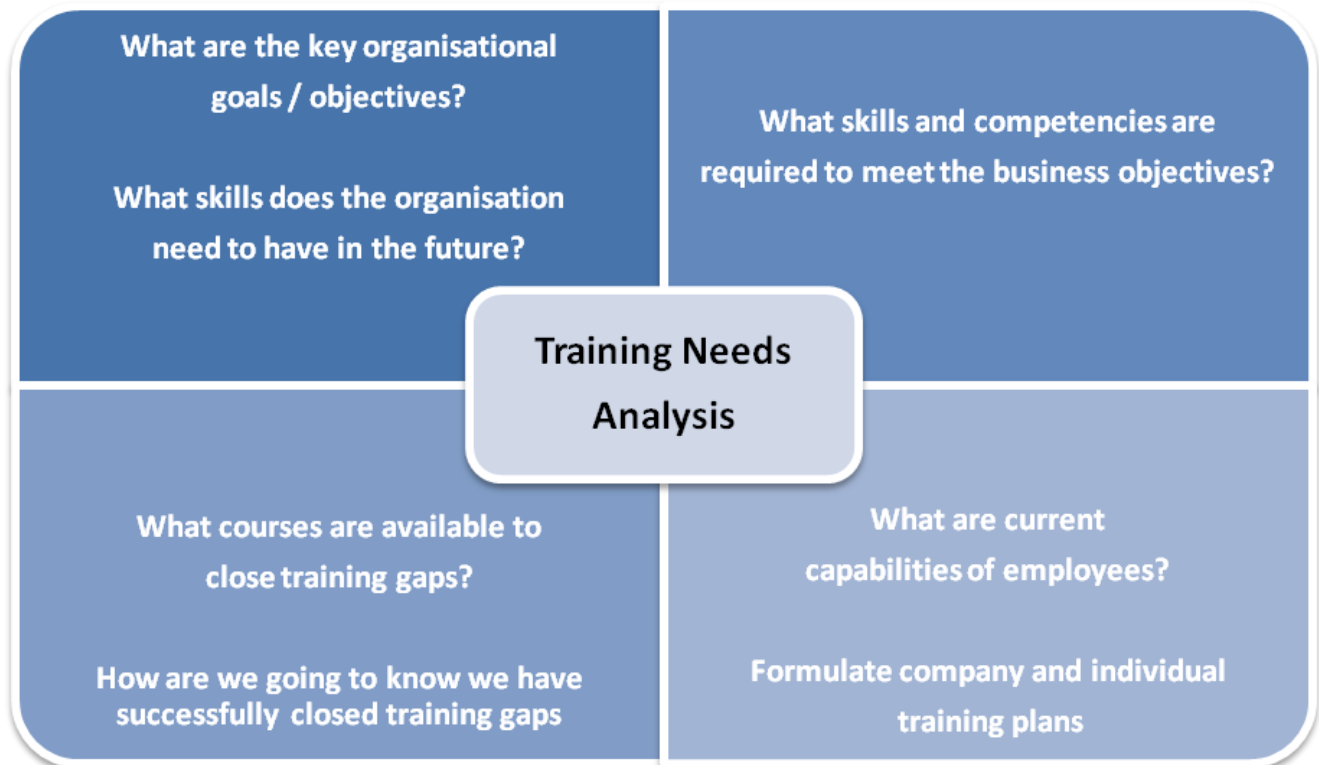 What are the key organisational
goals / objectives?
What skills does the organisation
need to have in the future?
What skills and competencies are
required to meet the business objectives?
Training Needs
Analysis
What courses are available to
close training gaps?
How are we going to know we have
successfully closed training gaps
What are current
capabilities of employees?
Formulate company and individual
training plans